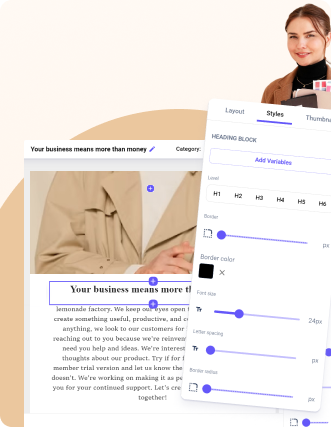 Layout
Styles
Thumbn
HEADING BLOCK
Add Variables
Level
H1 H2 H3 H4 H5 H6
Border
px
Border color
Font size
Tr 24px
Letter spacing
Tr px
Border radius
px
Your business means more than money
Category:
Your business means more th
lemonade factory. We keep our eyes open f
create something useful, productive, and c
anything, we look to our customers for
reaching out to you because we're reinven
need you help and ideas. We're interest
thoughts about our product. Try if for f
member trial version and let us know the
doesn't. We're working on making it as pe
you for your continued support. Let's cre
together!